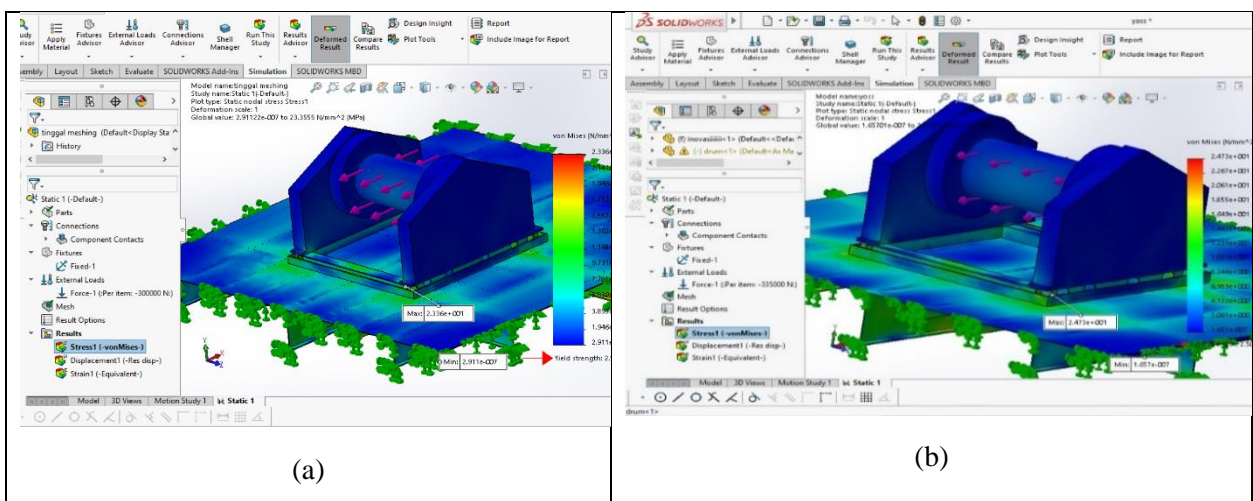 Study Advisor
Apply Material
Fixtures Advisor
External Loads Advisor
Connections Advisor
Shell Manager
Run This Study
Results Advisor
Deformed Result
Compare Results
Design Insight
Plot Tools
Report
Include Image for Report
Layout
Sketch
Evaluate
SOLIDWORKS Add-Ins
Simulation
SOLIDWORKS MBD
Model name:tinggal meshing
Study name:Static 1(-Default-)
Plot type: Static nodal stress Stress1
Deformation scale: 1
Global value: 2.91122e-007 to 23.3555 N/mm^2 (MPa)
tinggal meshing (Default<Display Sta
History
Static 1 (-Default-)
Parts
Connections
Component Contacts
Fixtures
Fixed-1
External Loads
Force-1 (:Per item: -300000 N:)
Mesh
Result Options
Results
Stress1 (-vonMises-)
Displacement1 (-Res disp-)
Strain1 (-Equivalent-)
von Mises (N/mm^
Max: 2.336e+001
Min: 2.911e-007
Yield strength: 2.
Model
3D Views
Motion Study 1
Static 1
(a)
SOLIDWORKS
yoss *
Study Advisor
Apply Material
Fixtures Advisor
External Loads Advisor
Connections Advisor
Shell Manager
Run This Study
Results Advisor
Deformed Result
Compare Results
Design Insight
Plot Tools
Report
Include Image for Report
Assembly
Layout
Sketch
Evaluate
SOLIDWORKS Add-Ins
Simulation
SOLIDWORKS MBD
Model name:yoss
Study name:Static 1(-Default-)
Plot type: Static nodal stress Stress1
Deformation scale: 1
drum<1> (Default<As Ma
Static 1 (-Default-)
Parts
Connections
Component Contacts
Fixtures
Fixed-1
External Loads
Force-1 (:Per item: -335000 N:)
Mesh
Result Options
Results
Stress1 (-vonMises-)
Displacement1 (-Res disp-)
Strain1 (-Equivalent-)
von Mises (N/mm^2
2.473e+001
2.267e+001
2.061e+001
1.855e+001
1.649e+001
Max: 2.473e+001
Min: 1.657e-007
Model
3D Views
Motion Study 1
Static 1
drum<1>
(b)